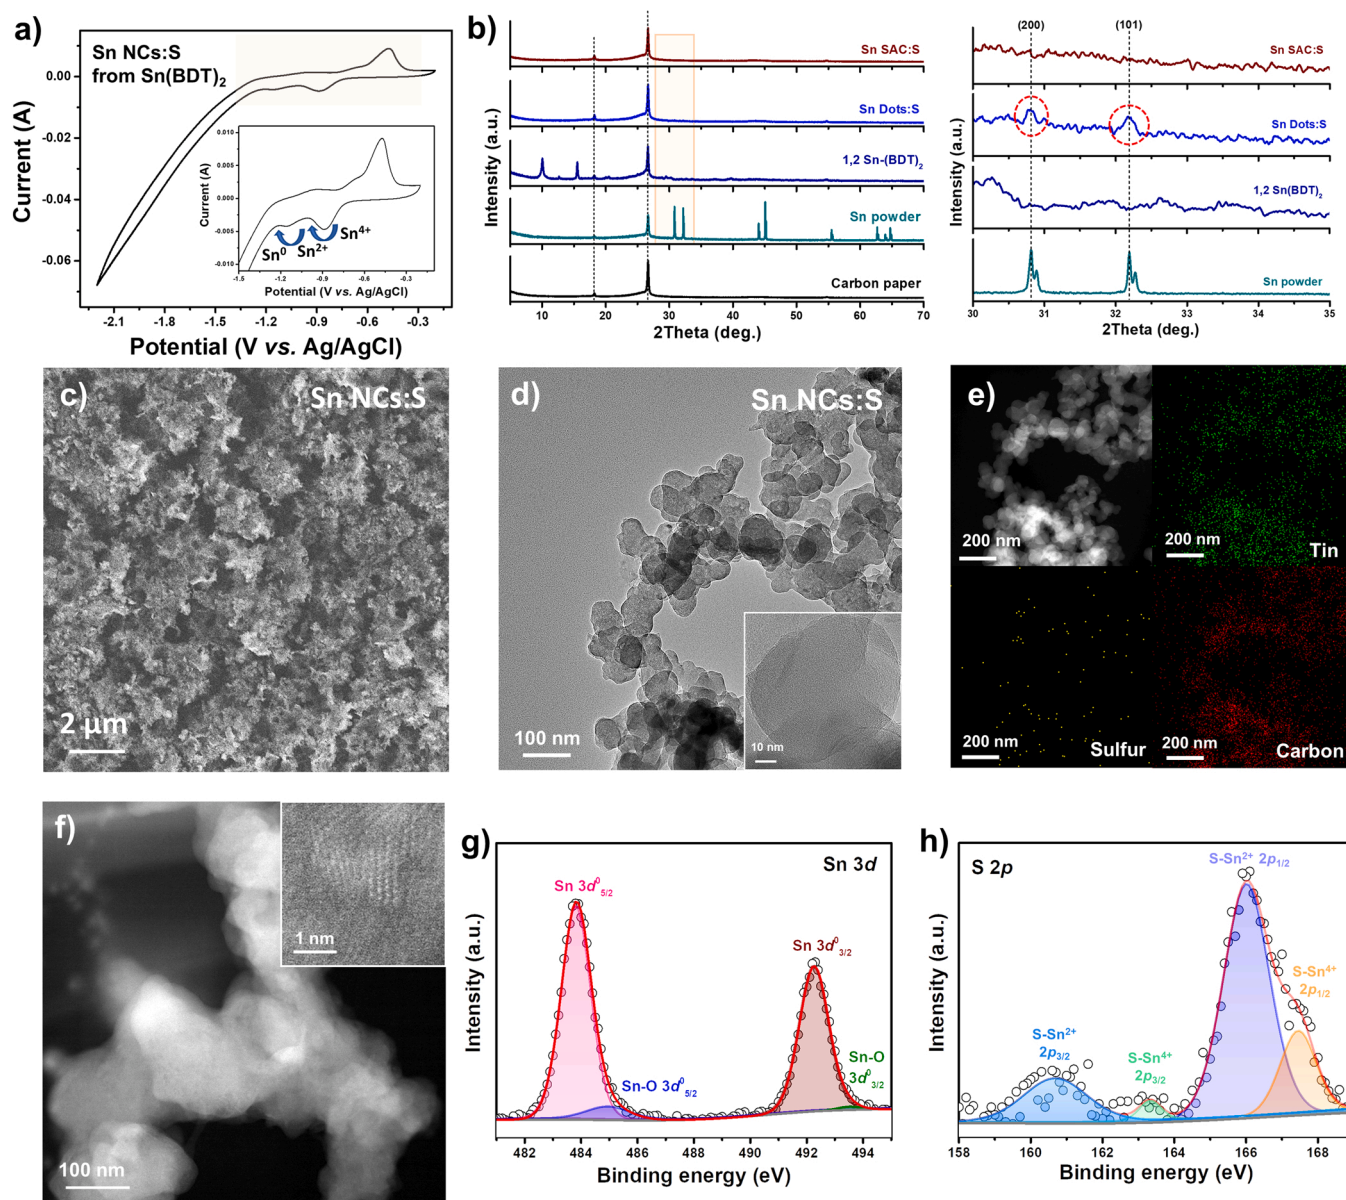 a)
Sn NCs:S
from Sn(BDT)2
0.00
-0.02
-0.04
-0.06
Current (A)
-2.1 -1.8 -1.5 -1.2 -0.9 -0.6 -0.3
Potential (V vs. Ag/AgCl)
0.010
0.005
0.000
-0.005
-0.010
Current (A)
Sn0
Sn2+
Sn4+
-1.5 -1.2 -0.9 -0.6 -0.3
Potential (V vs. Ag/AgCl)
b)
Intensity (a.u.)
Sn SAC:S
Sn Dots:S
1,2 Sn-(BDT)2
Sn powder
Carbon paper
10 20 30 40 50 60 70
2Theta (deg.)
(200) (101)
Intensity (a.u.)
Sn SAC:S
Sn Dots:S
1,2 Sn(BDT)2
Sn powder
30 31 32 33 34 35
2Theta (deg.)
c)
Sn NCs:S
2 μm
d)
Sn NCs:S
100 nm
10 nm
e)
200 nm
200 nm
Tin
200 nm
Sulfur
200 nm
Carbon
f)
1 nm
100 nm
g)
Sn 3d
Sn 3d0 5/2
Sn 3d0 3/2
Sn-O 3d0 5/2
Sn-O
3d0 3/2
Intensity (a.u.)
482 484 486 488 490 492 494
Binding energy (eV)
h)
S 2p
S-Sn2+ 2p1/2
S-Sn4+
2p1/2
S-Sn2+
2p3/2
S-Sn4+
2p3/2
Intensity (a.u.)
158 160 162 164 166 168
Binding energy (eV)